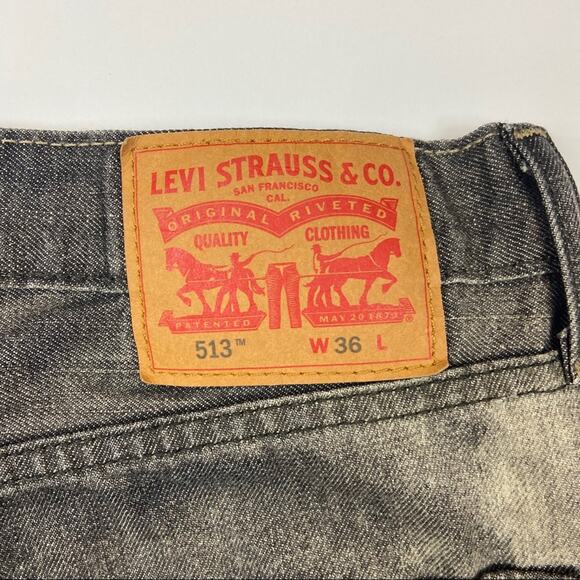 LEVI STRAUSS & CO.
SAN FRANCISCO
CAL.
ORIGINAL RIVETED
QUALITY CLOTHING
PATENTED MAY 20 1873 ®
513™ W 36 L